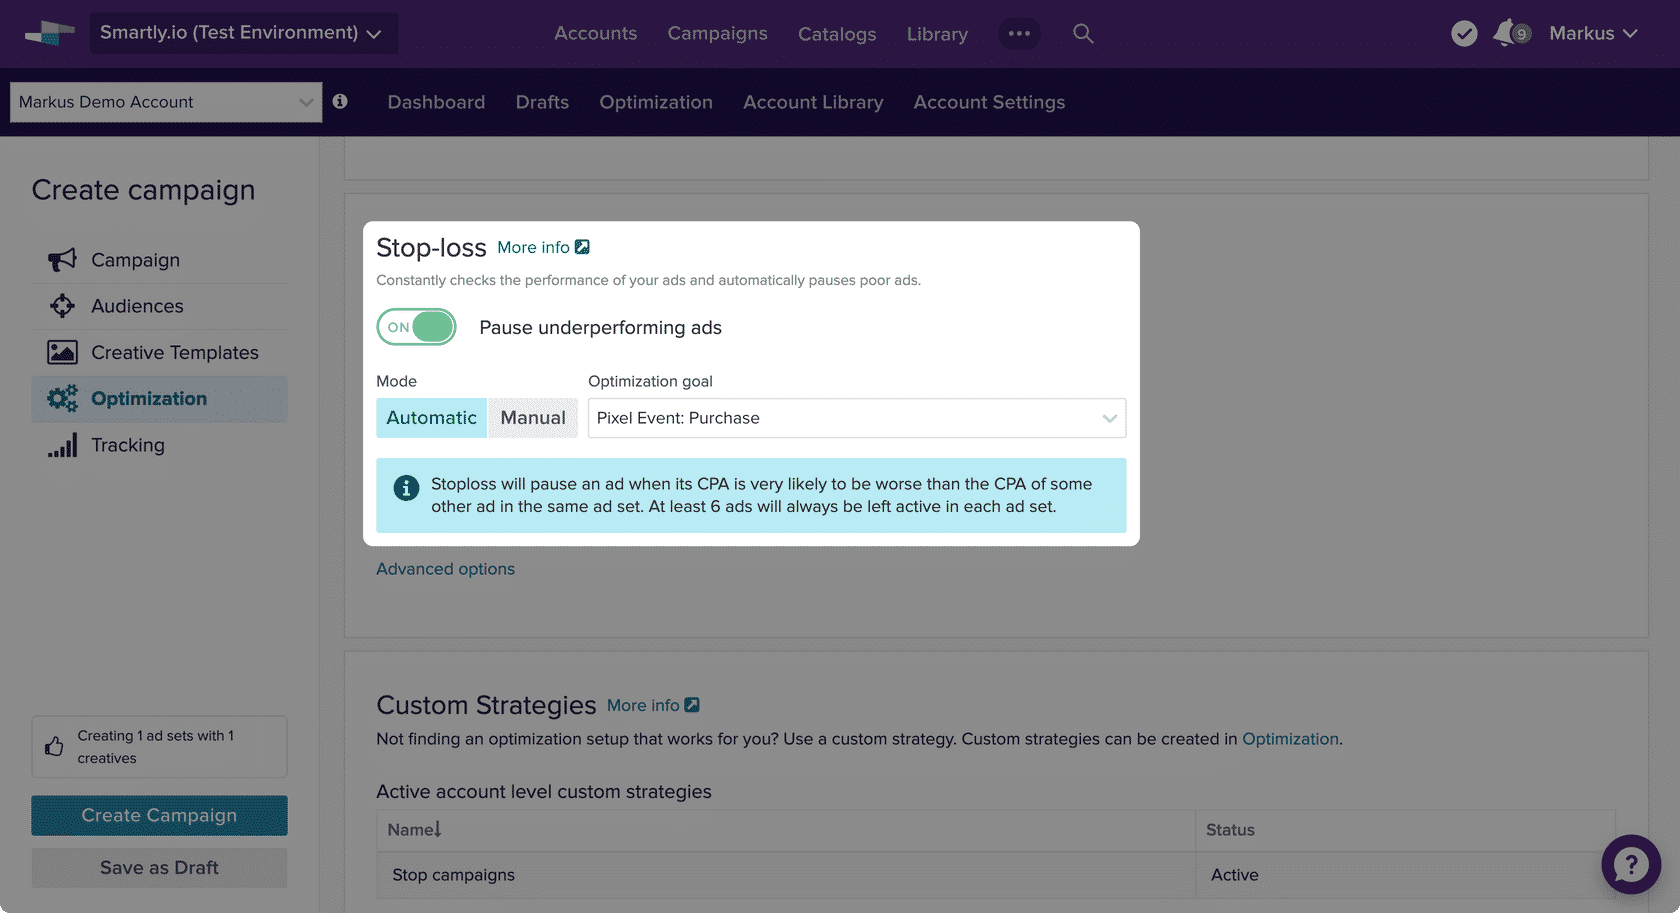 Smartly.io (Test Environment)
Accounts
Campaigns
Catalogs
Library
9
Markus
Markus Demo Account
Dashboard
Drafts
Optimization
Account Library
Account Settings
Create campaign
Campaign
Audiences
Creative Templates
Optimization
Tracking
Creating 1 ad sets with 1
creatives
Create Campaign
Save as Draft
Stop-loss More info
Constantly checks the performance of your ads and automatically pauses poor ads.
ON Pause underperforming ads
Mode
Optimization goal
Automatic
Manual
Pixel Event: Purchase
Stoploss will pause an ad when its CPA is very likely to be worse than the CPA of some
other ad in the same ad set. At least 6 ads will always be left active in each ad set.
Advanced options
Custom Strategies More info
Not finding an optimization setup that works for you? Use a custom strategy. Custom strategies can be created in Optimization.
Active account level custom strategies
Name
Status
Stop campaigns
Active
?